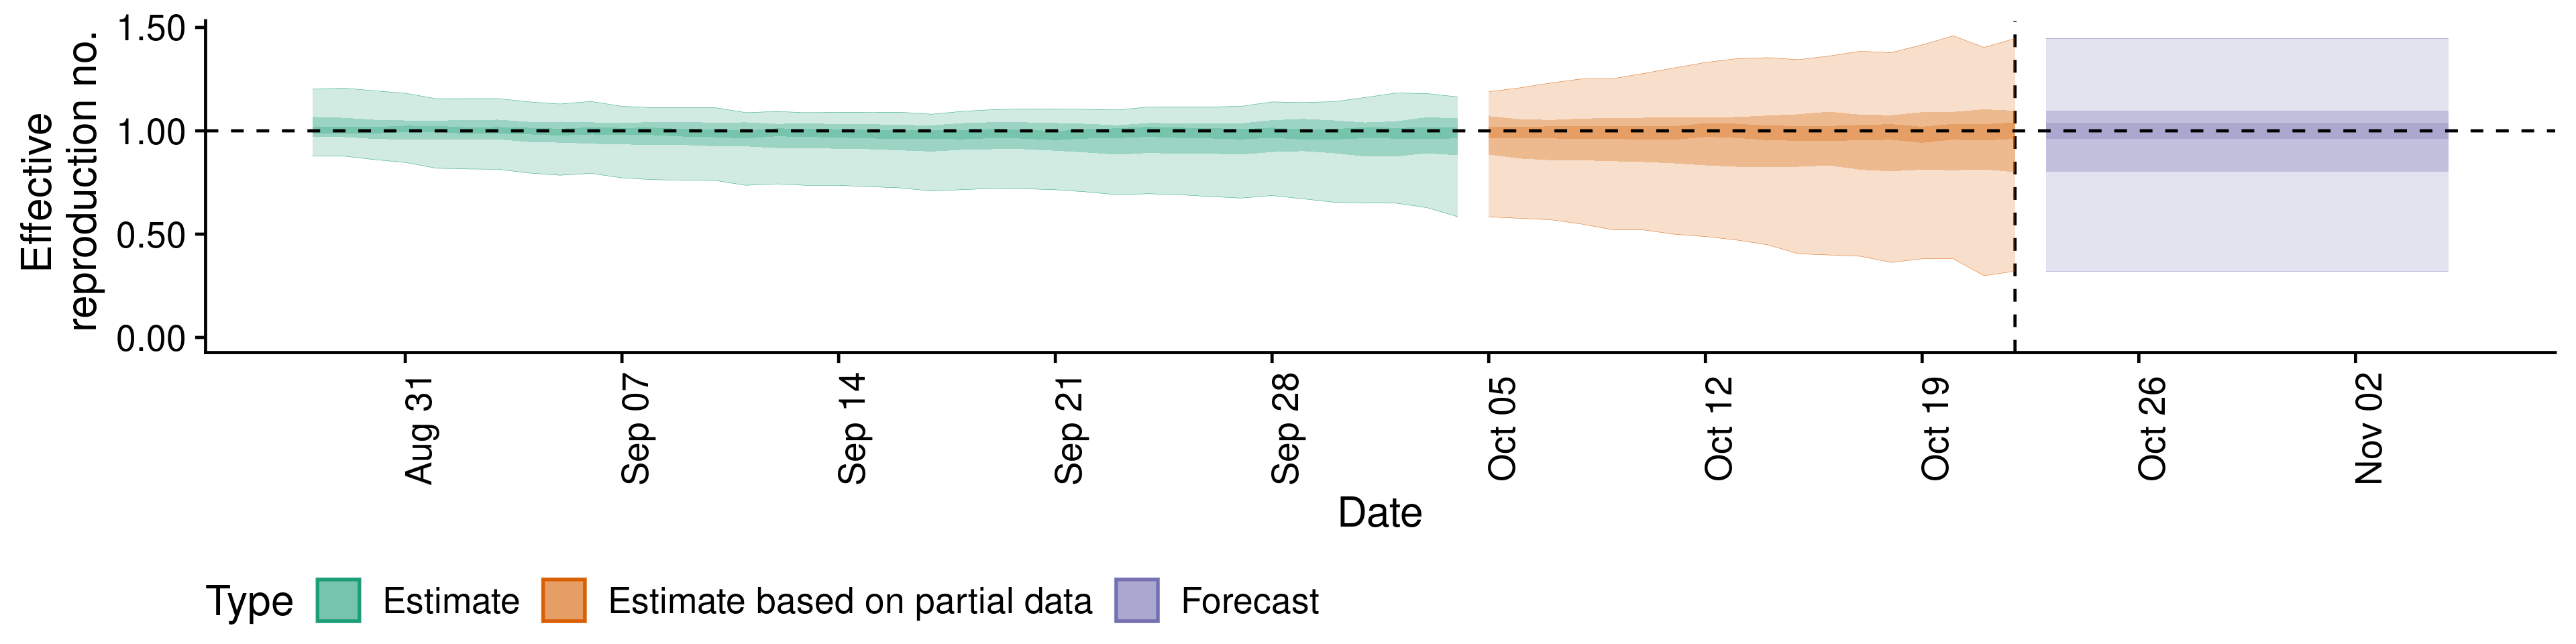 Effective
reproduction no.
1.50
1.00
0.50
0.00
Aug 31
Sep 07
Sep 14
Sep 21
Sep 28
Oct 05
Oct 12
Oct 19
Oct 26
Nov 02
Date
Type Estimate Estimate based on partial data Forecast